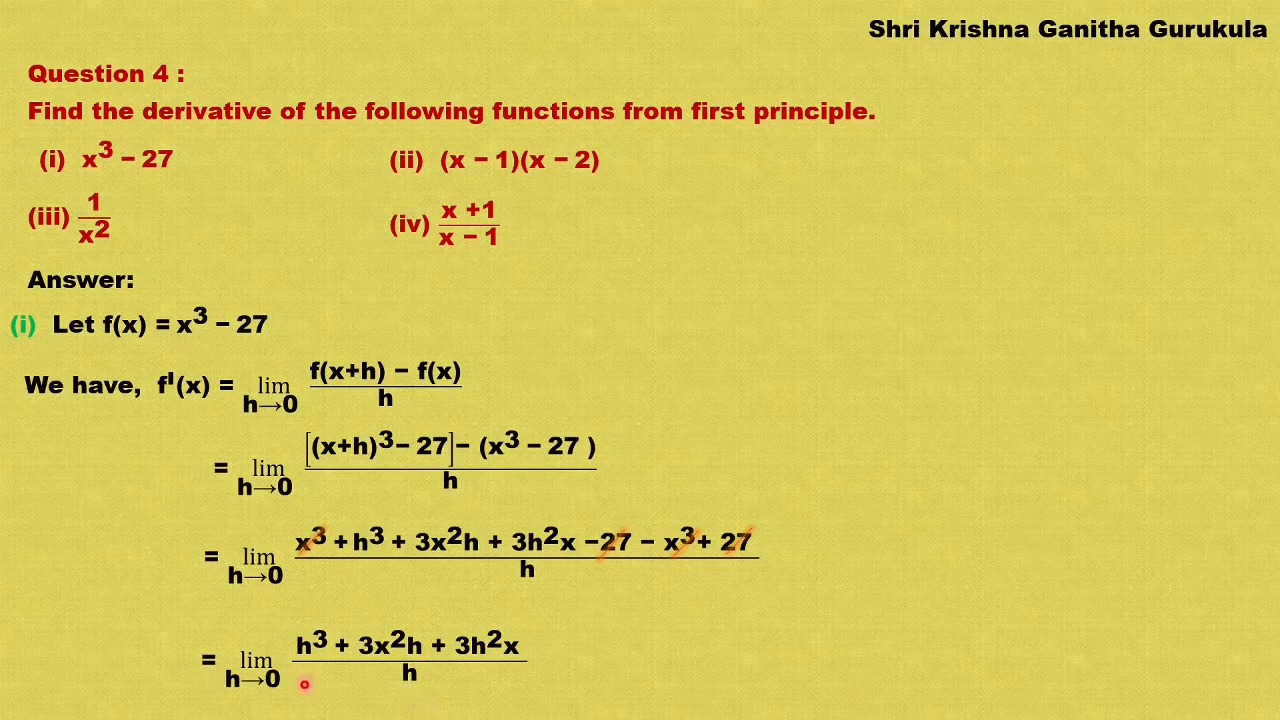 Shri Krishna Ganitha Gurukula
Question 4 :
Find the derivative of the following functions from first principle.
(i) x³ − 27 (ii) (x − 1)(x − 2)
(iii) 1/x² (iv) (x +1)/(x − 1)
Answer:
(i) Let f(x) = x³ − 27
We have, f'(x) = lim h→0 f(x+h) − f(x) / h
= lim h→0 [(x+h)³ − 27] − (x³ − 27 ) / h
= lim h→0 x³ + h³ + 3x²h + 3h²x − 27 − x³ + 27 / h
= lim h→0 h³ + 3x²h + 3h²x / h